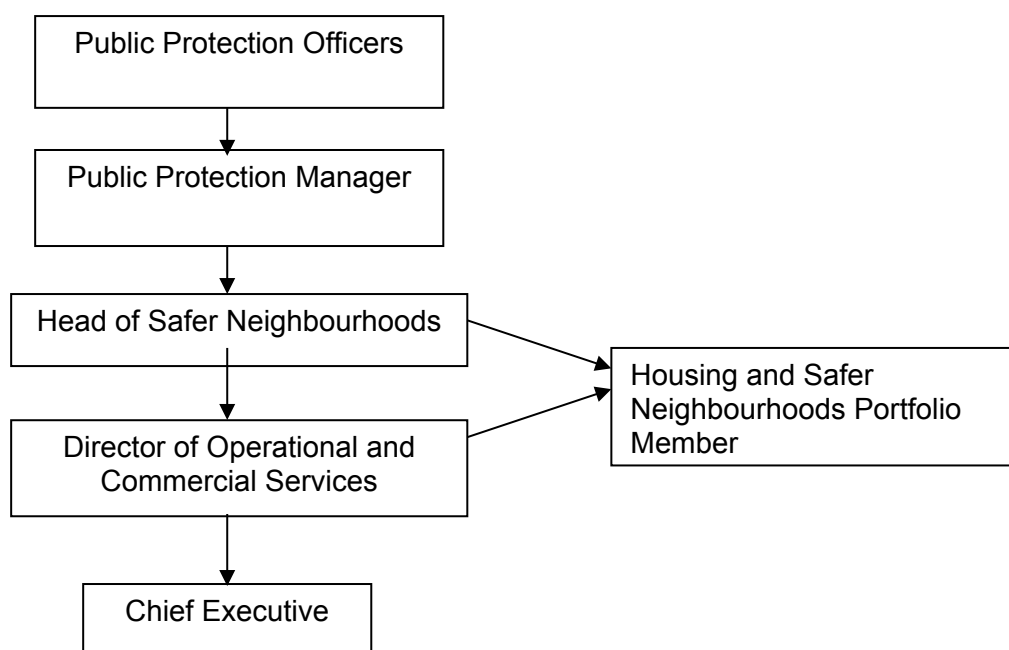 Public Protection Officers
Public Protection Manager
Head of Safer Neighbourhoods
Housing and Safer
Neighbourhoods Portfolio
Member
Director of Operational and
Commercial Services
Chief Executive